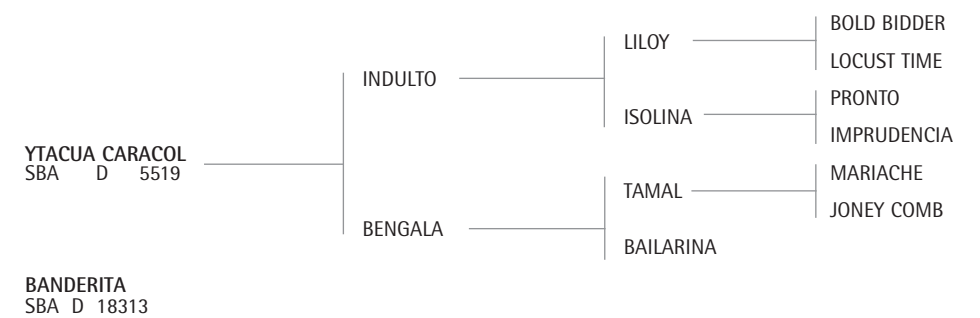 BOLD BIDDER
LILOY
LOCUST TIME
INDULTO
PRONTO
ISOLINA
IMPRUDENCIA
YTACUA CARACOL
SBA D 5519
MARIACHE
TAMAL
JONEY COMB
BENGALA
BAILARINA
BANDERITA
SBA D 18313